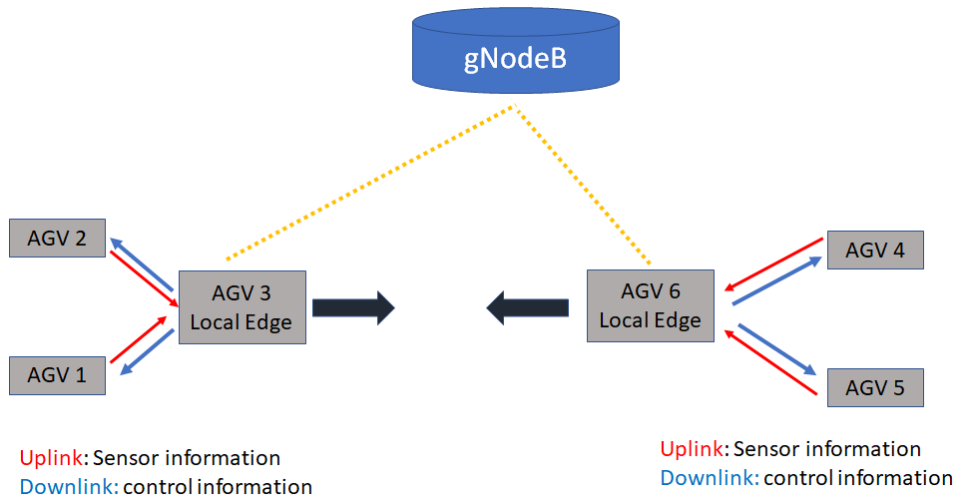 gNodeB
AGV 2
AGV 4
AGV 3
Local Edge
AGV 6
Local Edge
AGV 1
AGV 5
Uplink: Sensor information
Downlink: control information
Uplink: Sensor information
Downlink: control information